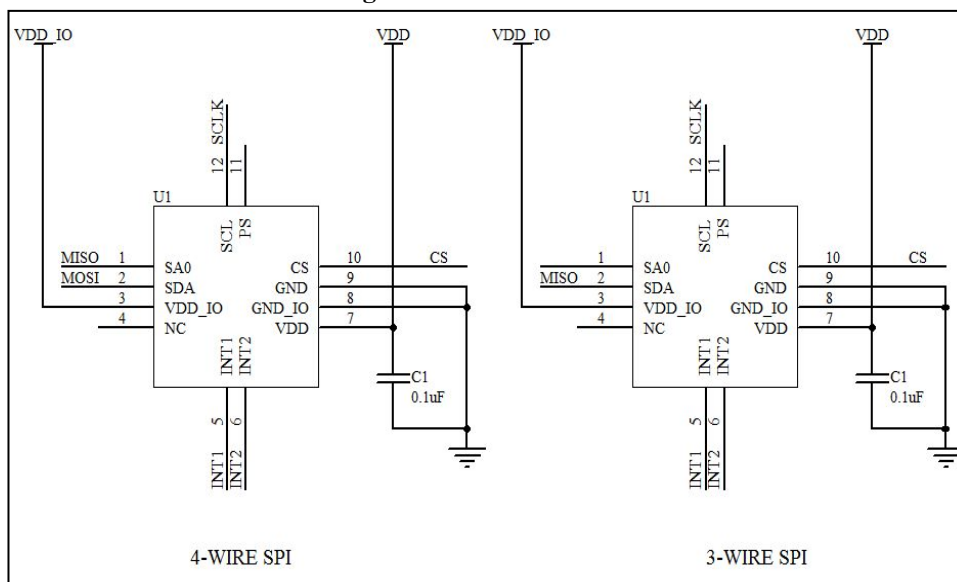 VDD_IO
VDD
SCLK
12
11
U1
SCL
PS
MISO 1 SA0
MOSI 2 SDA
3 VDD_IO
4 NC
CS 10 CS
GND 9
GND_IO 8
VDD 7
INT1
INT2
5
6
INT1
INT2
C1
0.1uF
4-WIRE SPI
VDD_IO
VDD
SCLK
12
11
U1
SCL
PS
1 SA0
MISO 2 SDA
3 VDD_IO
4 NC
CS 10 CS
GND 9
GND_IO 8
VDD 7
INT1
INT2
5
6
INT1
INT2
C1
0.1uF
3-WIRE SPI